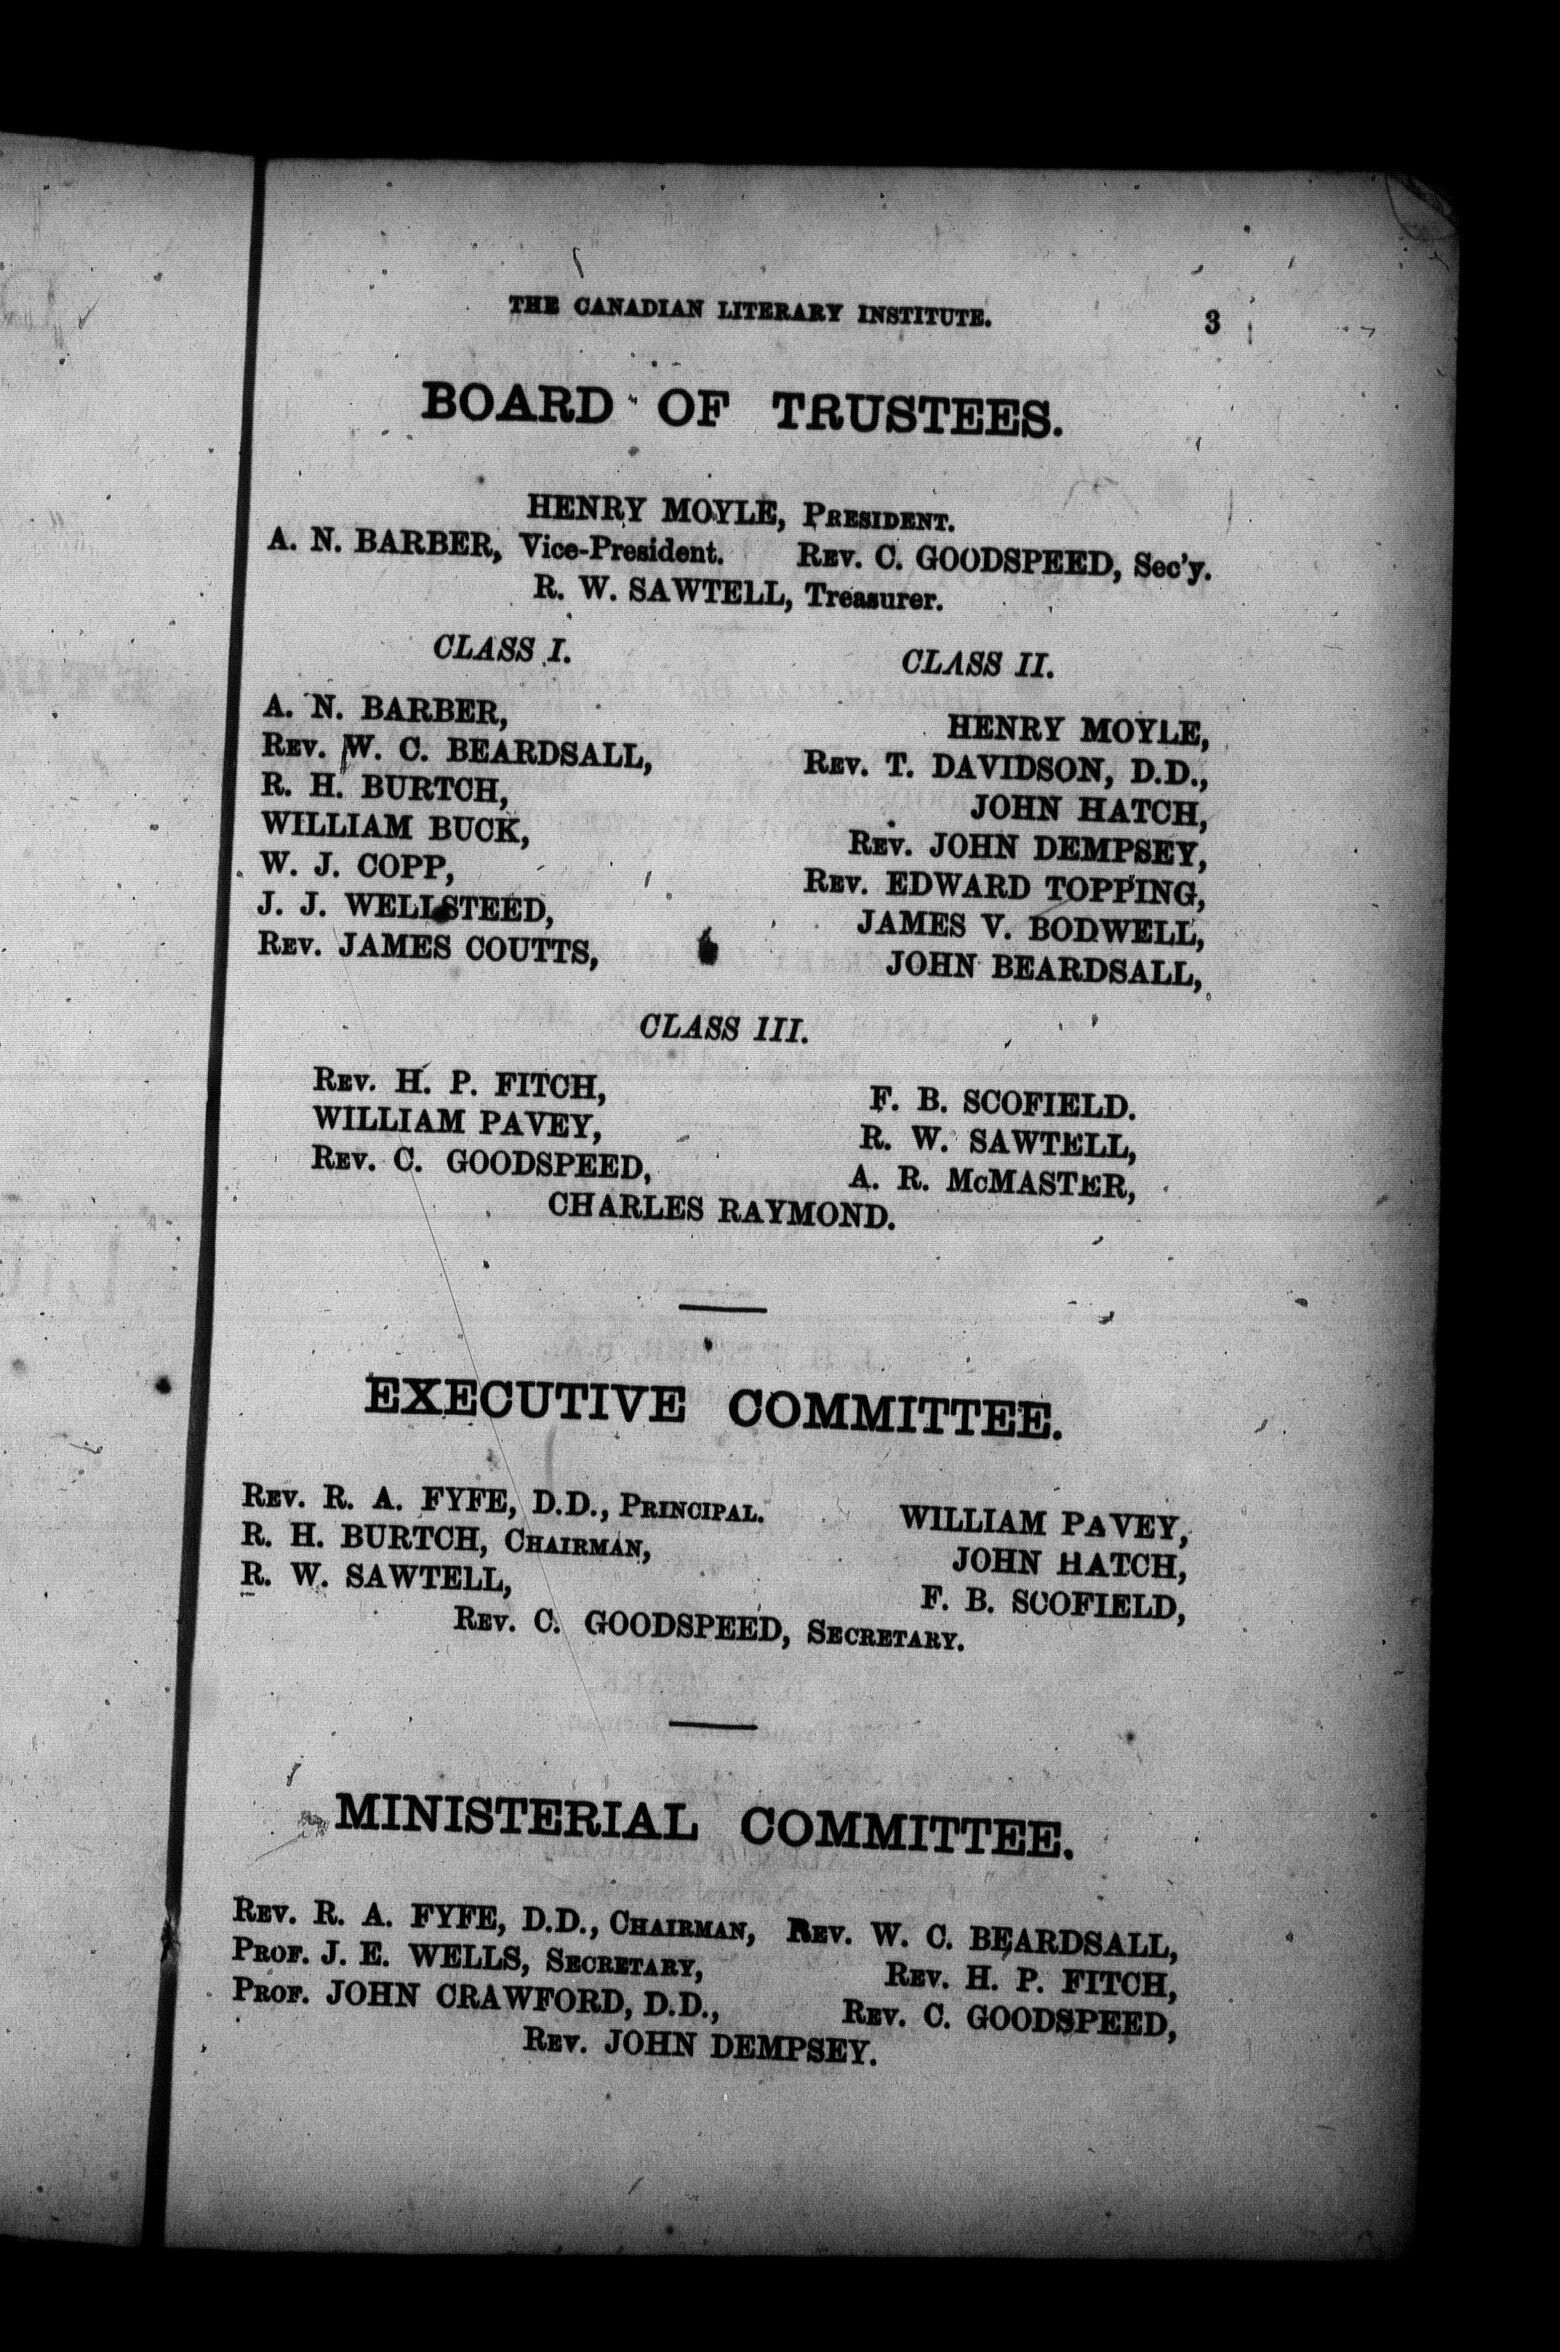 THE CANADIAN LITERARY INSTITUTE. 3
BOARD OF TRUSTEES.
HENRY MOYLE, PRESIDENT.
A. N. BARBER, Vice-President. REV. C. GOODSPEED, Sec'y.
R. W. SAWTELL, Treasurer.
CLASS I.
A. N. BARBER,
REV. W. C. BEARDSALL,
R. H. BURTCH,
WILLIAM BUCK,
W. J. COPP,
J. J. WELLSTEED,
REV. JAMES COUTTS,
CLASS II.
HENRY MOYLE,
REV. T. DAVIDSON, D.D.,
JOHN HATCH,
REV. JOHN DEMPSEY,
REV. EDWARD TOPPING,
JAMES V. BODWELL,
JOHN BEARDSALL,
CLASS III.
REV. H. P. FITCH,
WILLIAM PAVEY,
REV. C. GOODSPEED,
F. B. SCOFIELD.
R. W. SAWTELL,
A. R. McMASTER,
CHARLES RAYMOND.
EXECUTIVE COMMITTEE.
REV. R. A. FYFE, D.D., PRINCIPAL.
R. H. BURTCH, CHAIRMAN,
R. W. SAWTELL,
WILLIAM PAVEY,
JOHN HATCH,
F. B. SCOFIELD,
REV. C. GOODSPEED, SECRETARY.
MINISTERIAL COMMITTEE.
REV. R. A. FYFE, D.D., CHAIRMAN,
PROF. J. E. WELLS, SECRETARY,
PROF. JOHN CRAWFORD, D.D.,
REV. W. C. BEARDSALL,
REV. H. P. FITCH,
REV. C. GOODSPEED,
REV. JOHN DEMPSEY.